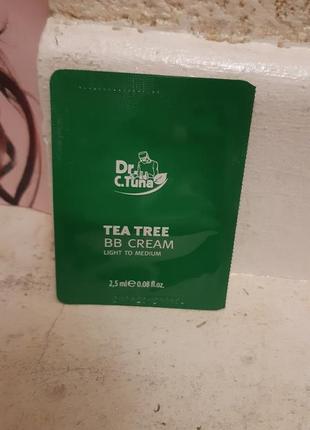 Dr.
C.Tuna
TEA TREE
BB CREAM
LIGHT TO MEDIUM
2,5 ml ℮ 0.08 fl.oz.